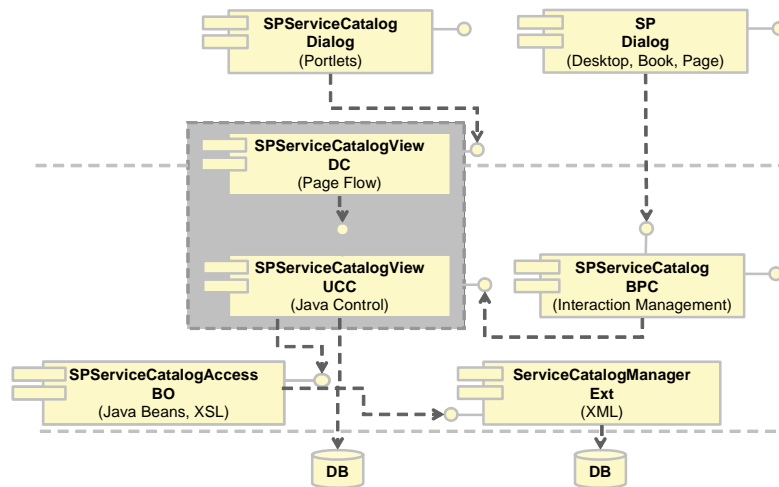 SPServiceCatalog
Dialog
(Portlets)
SP
Dialog
(Desktop, Book, Page)
SPServiceCatalogView
DC
(Page Flow)
SPServiceCatalogView
UCC
(Java Control)
SPServiceCatalog
BPC
(Interaction Management)
SPServiceCatalogAccess
BO
(Java Beans, XSL)
ServiceCatalogManager
Ext
(XML)
DB
DB